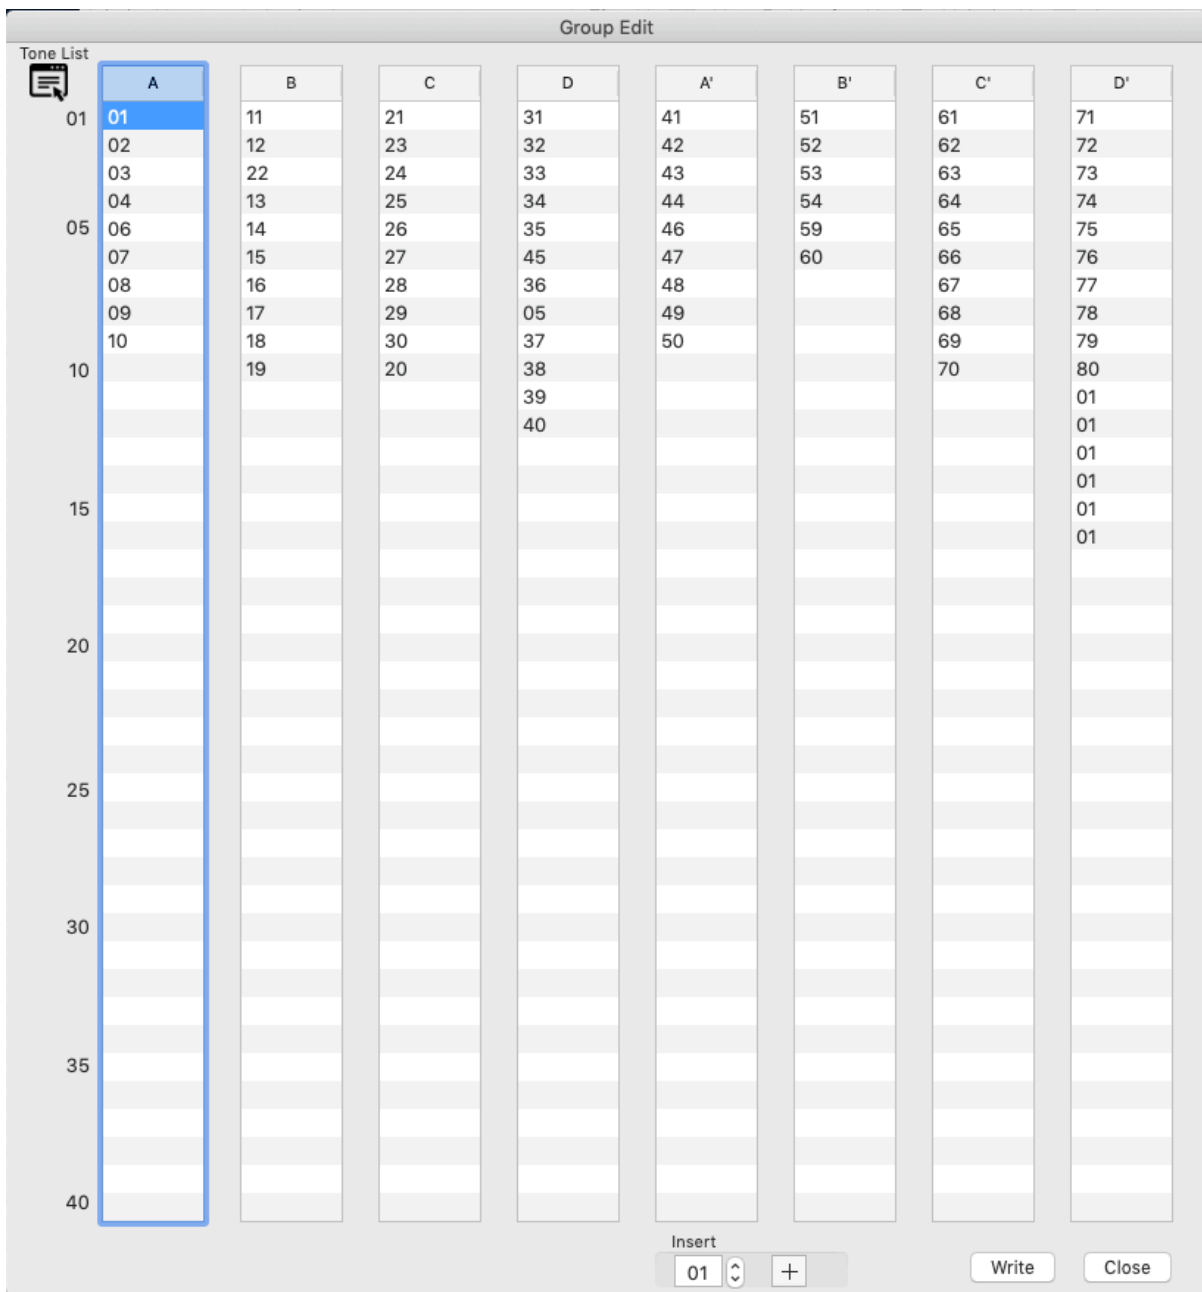 Group Edit
Tone List
A B C D A' B' C' D'
01 01 11 21 31 41 51 61 71
02 12 23 32 42 52 62 72
03 22 24 33 43 53 63 73
04 13 25 34 44 54 64 74
05 06 14 26 35 46 59 65 75
07 15 27 45 47 60 66 76
08 16 28 36 48 67 77
09 17 29 05 49 68 78
10 18 30 37 50 69 79
10 19 20 38 70 80
39 01
40 01
01
01
15 01
01
20
25
30
35
40
Insert
01 + Write Close